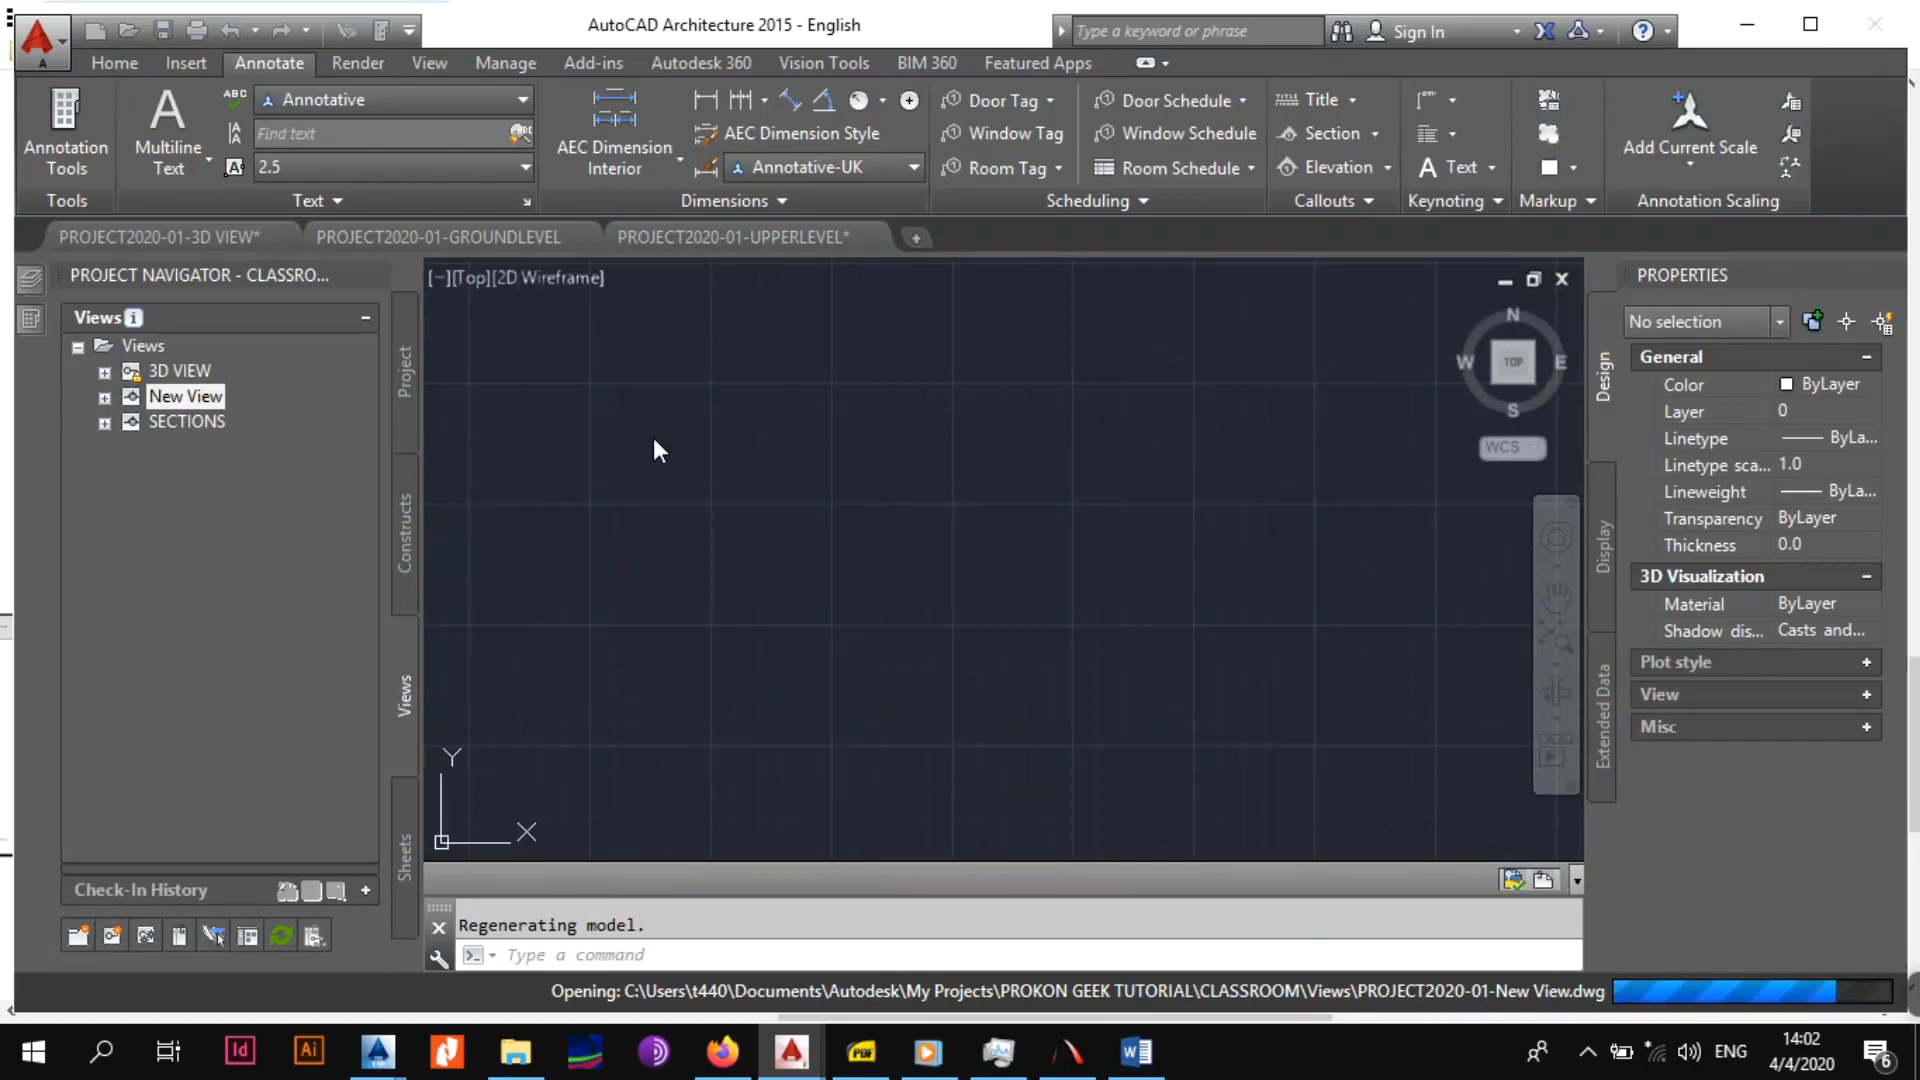 AutoCAD Architecture 2015 - English
Type a keyword or phrase
Sign In
A
Home
Insert
Annotate
Render
View
Manage
Add-ins
Autodesk 360
Vision Tools
BIM 360
Featured Apps
Annotation
Tools
Multiline
Text
ABC
Annotative
Find text
2.5
AEC Dimension
Interior
AEC Dimension Style
Annotative-UK
Door Tag
Window Tag
Room Tag
Door Schedule
Window Schedule
Room Schedule
Title
Section
Elevation
Text
Add Current Scale
Tools
Text
Dimensions
Scheduling
Callouts
Keynoting
Markup
Annotation Scaling
PROJECT2020-01-3D VIEW*
PROJECT2020-01-GROUNDLEVEL
PROJECT2020-01-UPPERLEVEL*
PROJECT NAVIGATOR - CLASSRO...
Views
Views
3D VIEW
New View
SECTIONS
Project
Constructs
Views
Sheets
Check-In History
[−][Top][2D Wireframe]
N
W
TOP
E
S
WCS
Y
X
Design
Display
Extended Data
PROPERTIES
No selection
General
Color ByLayer
Layer 0
Linetype ByLa...
Linetype sca... 1.0
Lineweight ByLa...
Transparency ByLayer
Thickness 0.0
3D Visualization
Material ByLayer
Shadow dis... Casts and...
Plot style
View
Misc
Regenerating model.
Type a command
Opening: C:\Users\t440\Documents\Autodesk\My Projects\PROKON GEEK TUTORIAL\CLASSROOM\Views\PROJECT2020-01-New View.dwg
Id
Ai
PDF
ENG
14:02
4/4/2020
6